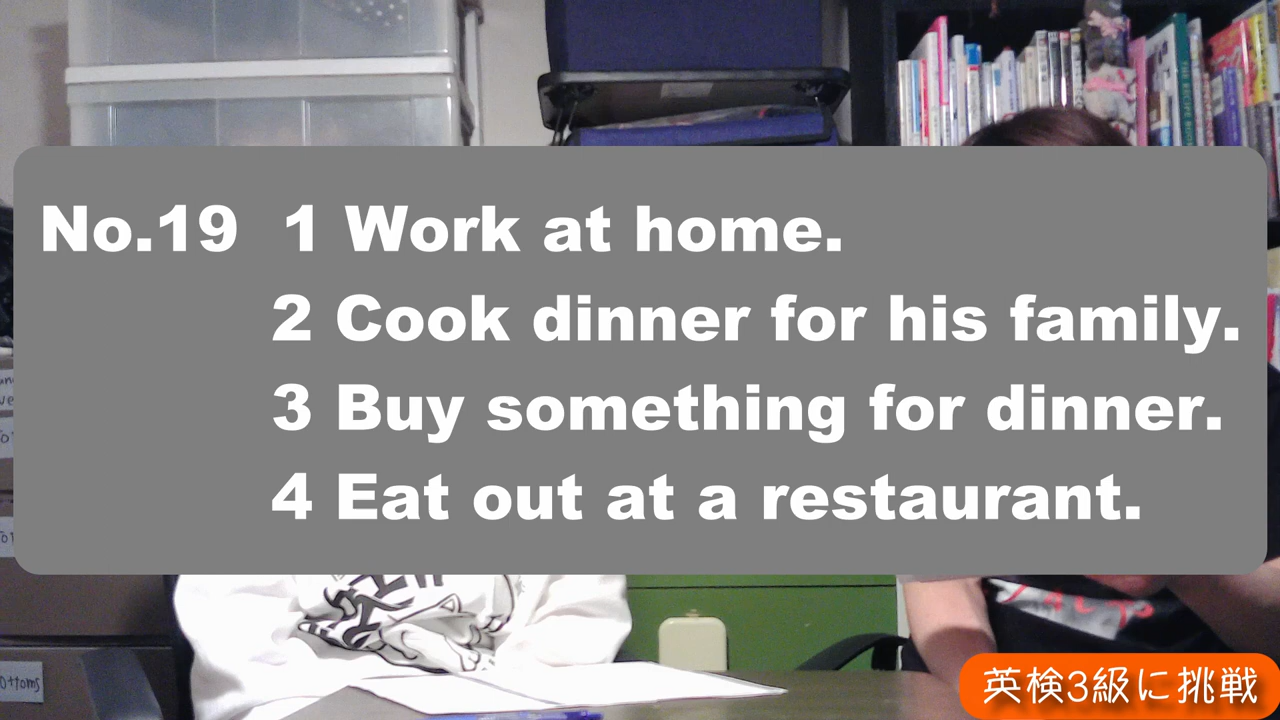 No.19 1 Work at home.
2 Cook dinner for his family.
3 Buy something for dinner.
4 Eat out at a restaurant.
英検3級に挑戦